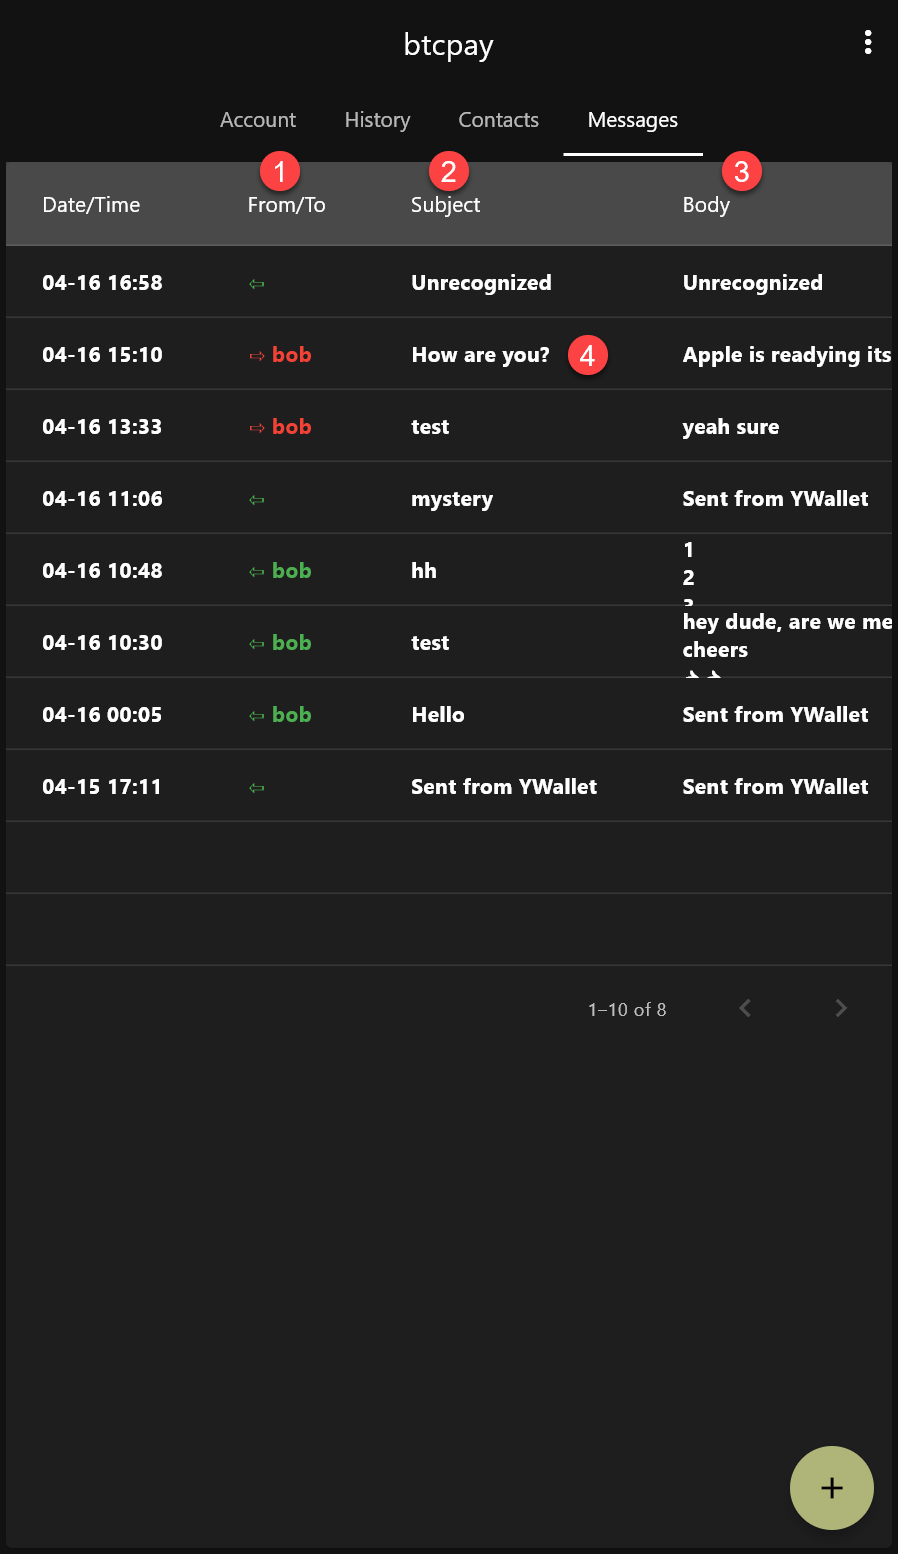 btcpay
Account History Contacts Messages
1 2 3
Date/Time From/To Subject Body
04-16 16:58 ⇦ Unrecognized Unrecognized
04-16 15:10 ⇨ bob How are you? 4 Apple is readying its
04-16 13:33 ⇨ bob test yeah sure
04-16 11:06 ⇦ mystery Sent from YWallet
04-16 10:48 ⇦ bob hh 1
2
04-16 10:30 ⇦ bob test hey dude, are we me
cheers
04-16 00:05 ⇦ bob Hello Sent from YWallet
04-15 17:11 ⇦ Sent from YWallet Sent from YWallet
1–10 of 8
+